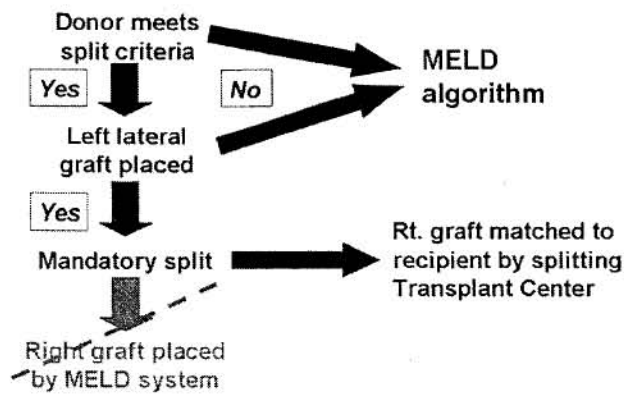 Donor meets
split criteria
MELD
algorithm
Yes
No
Left lateral
graft placed
Yes
Rt. graft matched to
recipient by splitting
Transplant Center
Mandatory split
Right graft placed
by MELD system